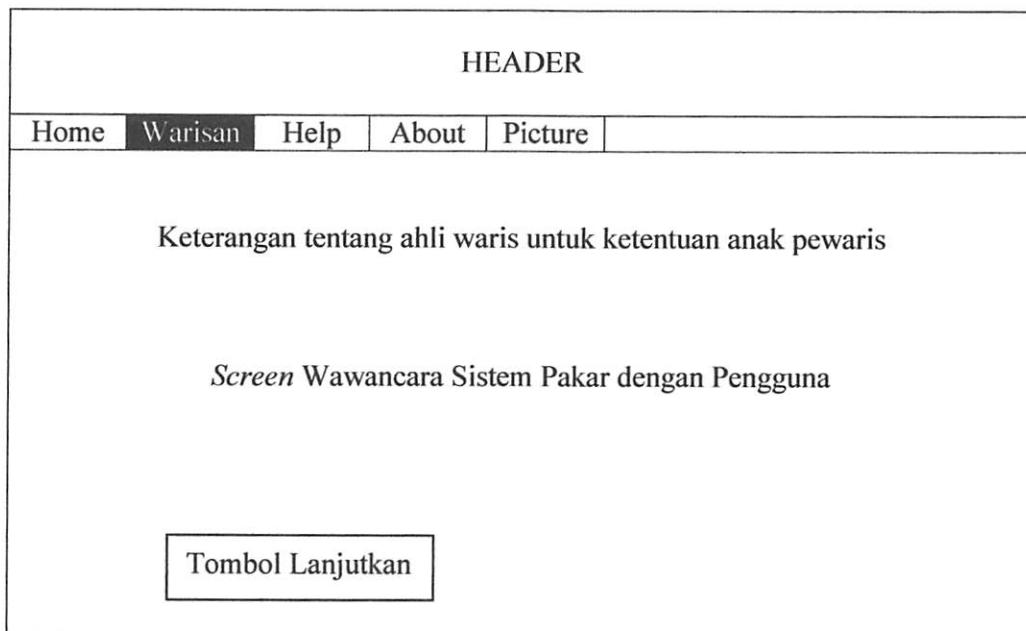 HEADER
Home Warisan Help About Picture
Keterangan tentang ahli waris untuk ketentuan anak pewaris
Screen Wawancara Sistem Pakar dengan Pengguna
Tombol Lanjutkan